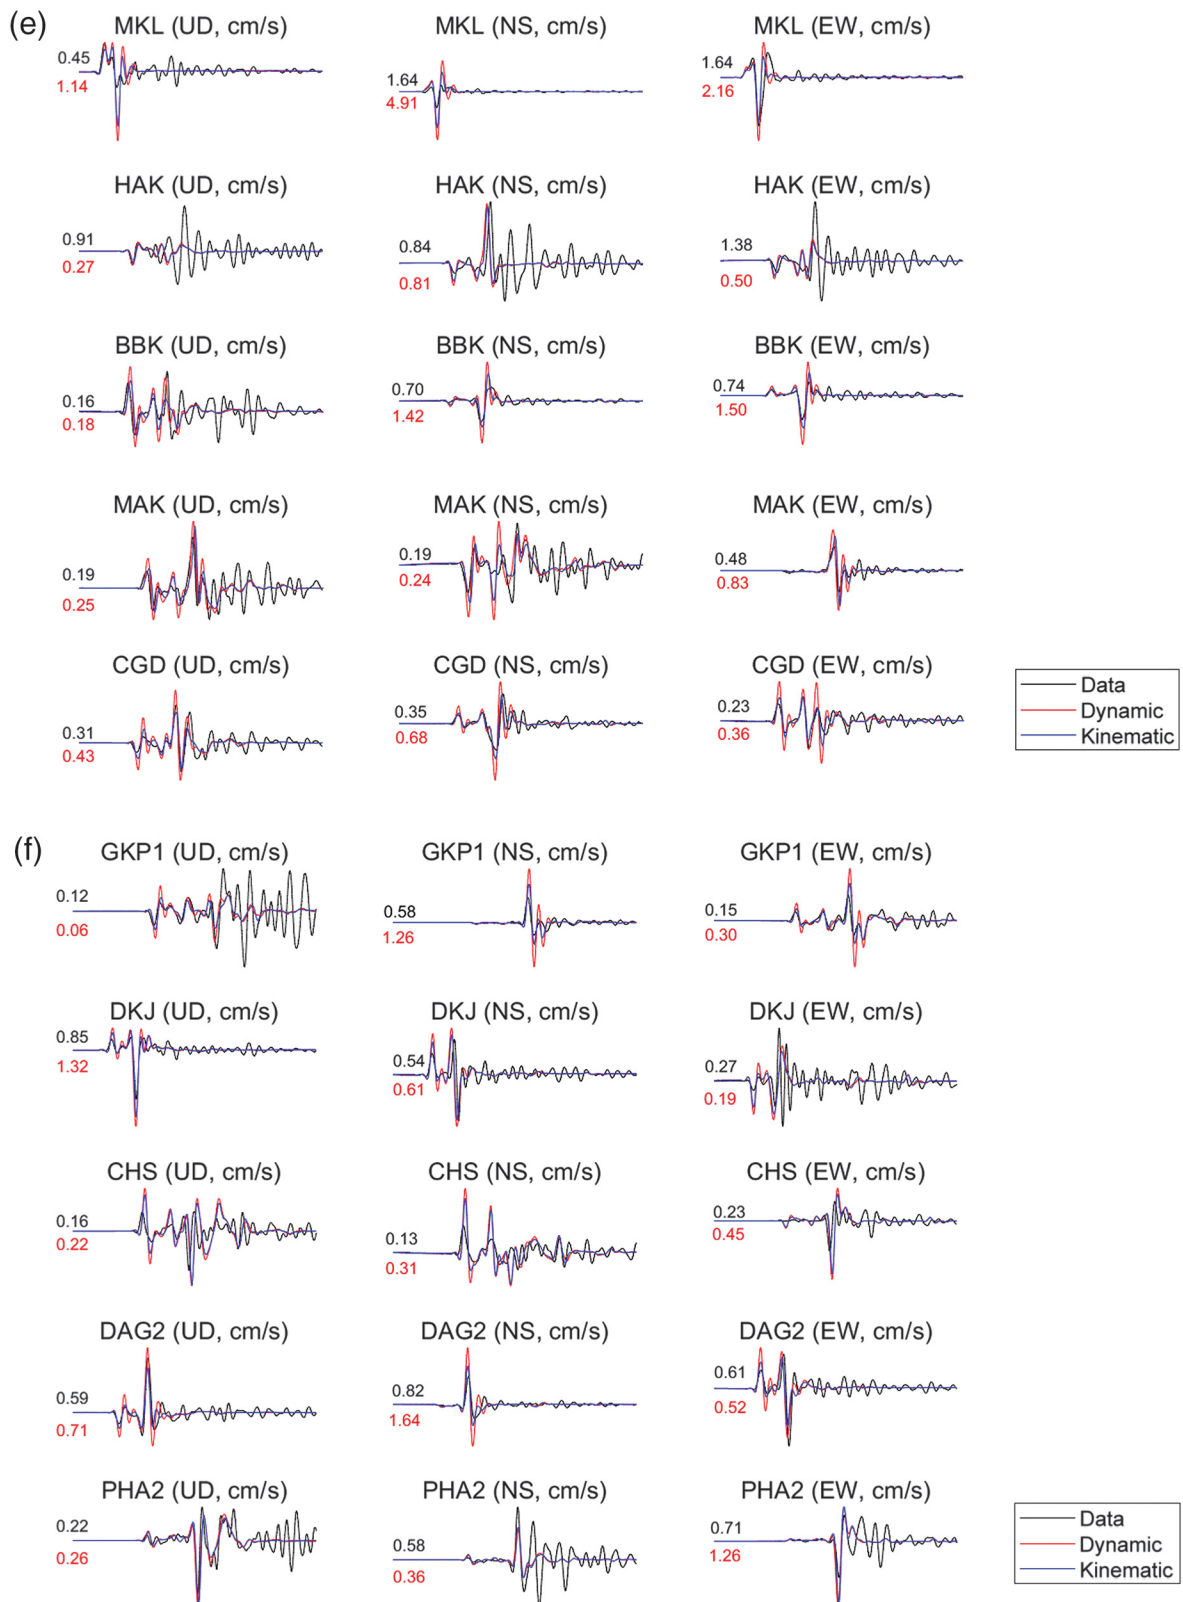 (e)
MKL (UD, cm/s)
MKL (NS, cm/s)
MKL (EW, cm/s)
0.45
1.14
1.64
4.91
1.64
2.16
HAK (UD, cm/s)
HAK (NS, cm/s)
HAK (EW, cm/s)
0.91
0.27
0.84
0.81
1.38
0.50
BBK (UD, cm/s)
BBK (NS, cm/s)
BBK (EW, cm/s)
0.16
0.18
0.70
1.42
0.74
1.50
MAK (UD, cm/s)
MAK (NS, cm/s)
MAK (EW, cm/s)
0.19
0.25
0.19
0.24
0.48
0.83
CGD (UD, cm/s)
CGD (NS, cm/s)
CGD (EW, cm/s)
0.31
0.43
0.35
0.68
0.23
0.36
Data
Dynamic
Kinematic
(f)
GKP1 (UD, cm/s)
GKP1 (NS, cm/s)
GKP1 (EW, cm/s)
0.12
0.06
0.58
1.26
0.15
0.30
DKJ (UD, cm/s)
DKJ (NS, cm/s)
DKJ (EW, cm/s)
0.85
1.32
0.54
0.61
0.27
0.19
CHS (UD, cm/s)
CHS (NS, cm/s)
CHS (EW, cm/s)
0.16
0.22
0.13
0.31
0.23
0.45
DAG2 (UD, cm/s)
DAG2 (NS, cm/s)
DAG2 (EW, cm/s)
0.59
0.71
0.82
1.64
0.61
0.52
PHA2 (UD, cm/s)
PHA2 (NS, cm/s)
PHA2 (EW, cm/s)
0.22
0.26
0.58
0.36
0.71
1.26
Data
Dynamic
Kinematic